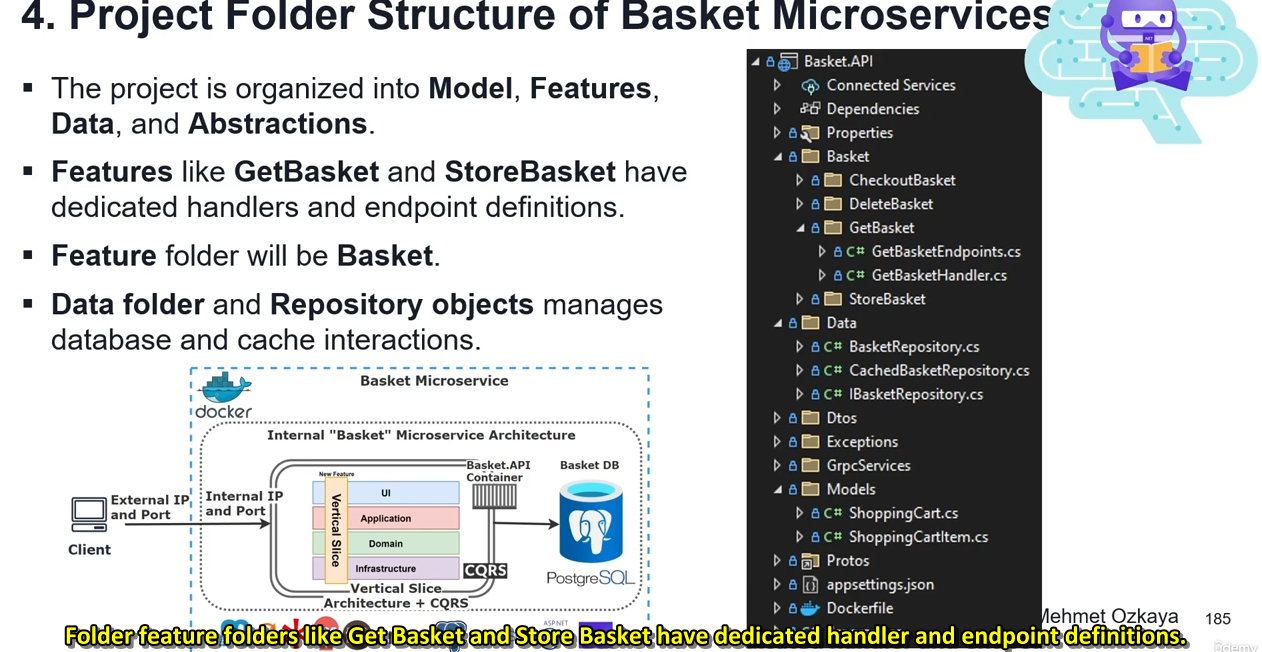 4. Project Folder Structure of Basket Microservices
The project is organized into Model, Features,
Data, and Abstractions.
Features like GetBasket and StoreBasket have
dedicated handlers and endpoint definitions.
Feature folder will be Basket.
Data folder and Repository objects manages
database and cache interactions.
Basket Microservice
docker
Internal "Basket" Microservice Architecture
New Feature
Basket.API
Container
Basket DB
External IP
and Port
Internal IP
and Port
Client
Vertical Slice
UI
Application
Domain
Infrastructure
CQRS
PostgreSQL
Vertical Slice
Architecture + CQRS
Basket.API
Connected Services
Dependencies
Properties
Basket
CheckoutBasket
DeleteBasket
GetBasket
C# GetBasketEndpoints.cs
C# GetBasketHandler.cs
StoreBasket
Data
C# BasketRepository.cs
C# CachedBasketRepository.cs
C# IBasketRepository.cs
Dtos
Exceptions
GrpcServices
Models
C# ShoppingCart.cs
C# ShoppingCartItem.cs
Protos
appsettings.json
Dockerfile
.NET
Mehmet Ozkaya 185
ASP.NET
Folder feature folders like Get Basket and Store Basket have dedicated handler and endpoint definitions.
ûdemy